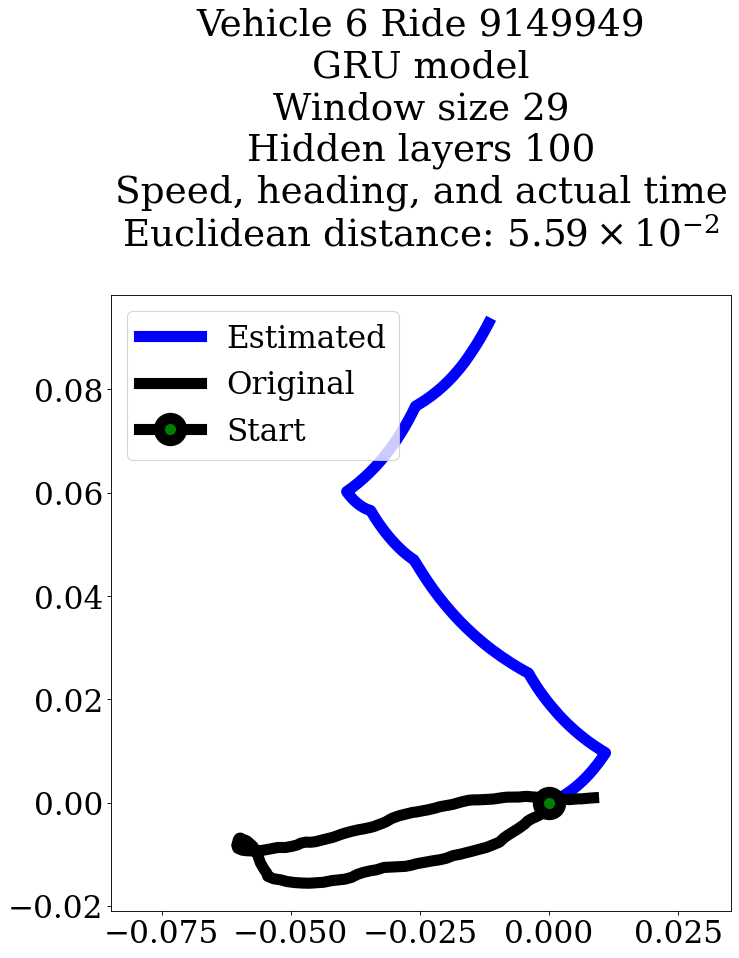 Vehicle 6 Ride 9149949
GRU model
Window size 29
Hidden layers 100
Speed, heading, and actual time
Euclidean distance: 5.59 × 10⁻²
Estimated
Original
Start
0.08
0.06
0.04
0.02
0.00
−0.02
−0.075 −0.050 −0.025 0.000 0.025